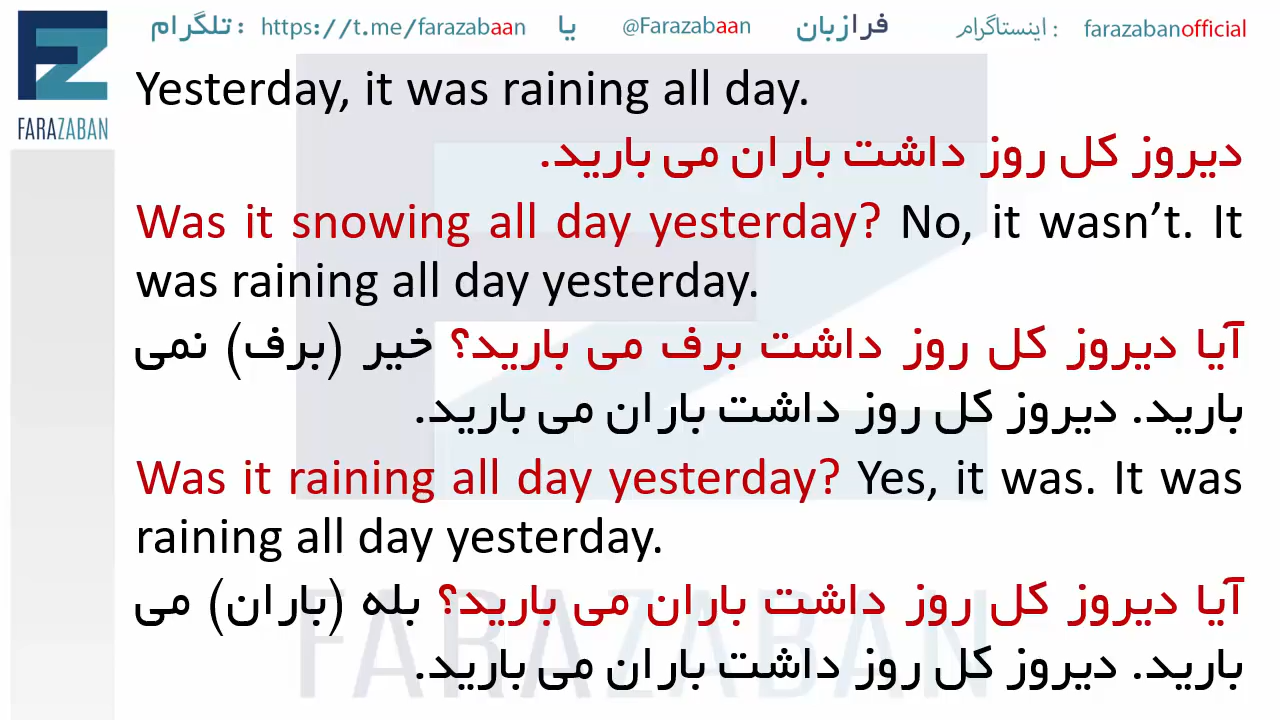 تلگرام : https://t.me/farazabaan یا @Farazabaan فرازبان اینستاگرام : farazabanofficial
FARAZABAN
Yesterday, it was raining all day.
دیروز کل روز داشت باران می بارید.
Was it snowing all day yesterday? No, it wasn’t. It
was raining all day yesterday.
آیا دیروز کل روز داشت برف می بارید؟ خیر (برف) نمی
بارید. دیروز کل روز داشت باران می بارید.
Was it raining all day yesterday? Yes, it was. It was
raining all day yesterday.
آیا دیروز کل روز داشت باران می بارید؟ بله (باران) می
بارید. دیروز کل روز داشت باران می بارید.
FARAZABAN